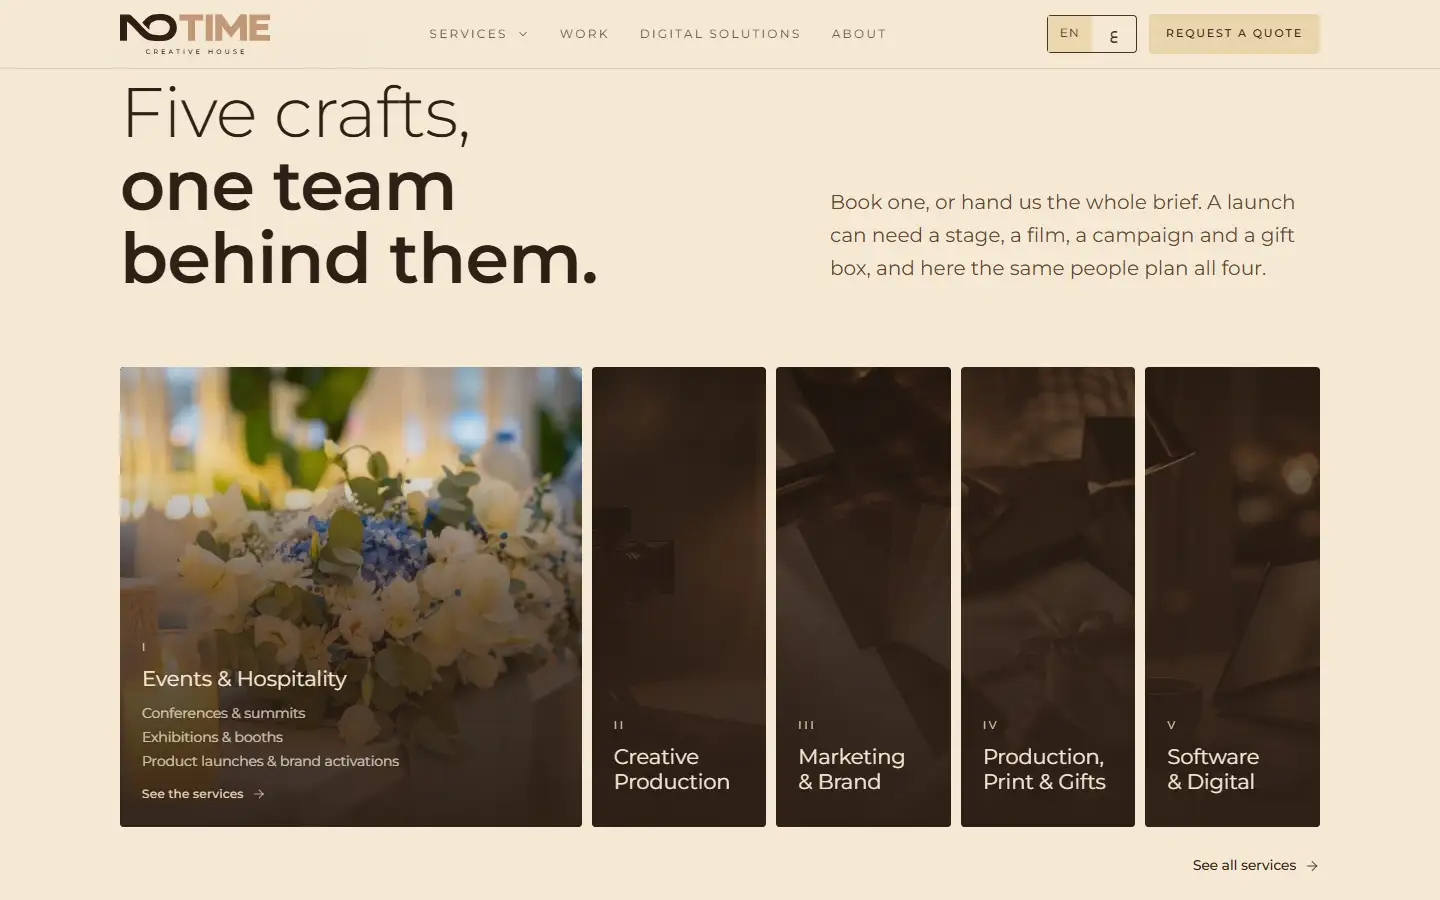 NOTIME
CREATIVE HOUSE
SERVICES
WORK
DIGITAL SOLUTIONS
ABOUT
EN
ع
REQUEST A QUOTE
Five crafts,
one team
behind them.
Book one, or hand us the whole brief. A launch
can need a stage, a film, a campaign and a gift
box, and here the same people plan all four.
I
Events & Hospitality
Conferences & summits
Exhibitions & booths
Product launches & brand activations
See the services
II
Creative
Production
III
Marketing
& Brand
IV
Production,
Print & Gifts
V
Software
& Digital
See all services